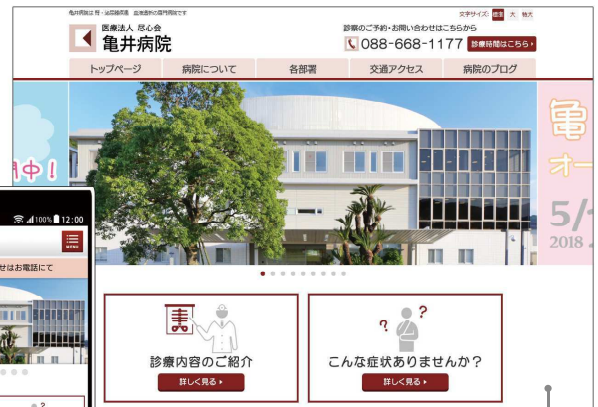 亀井病院は 腎・泌尿器疾患 血液透析の専門病院です
文字サイズ: 標準 大 特大
医療法人 尽心会
亀井病院
診察のご予約・お問い合わせはこちらから
088-668-1177 診療時間はこちら
トップページ 病院について 各部署 交通アクセス 病院のブログ
中!
亀
オー
5/
2018
100% 12:00
MENU
せはお電話にて
診療内容のご紹介
詳しく見る
こんな症状ありませんか?
詳しく見る